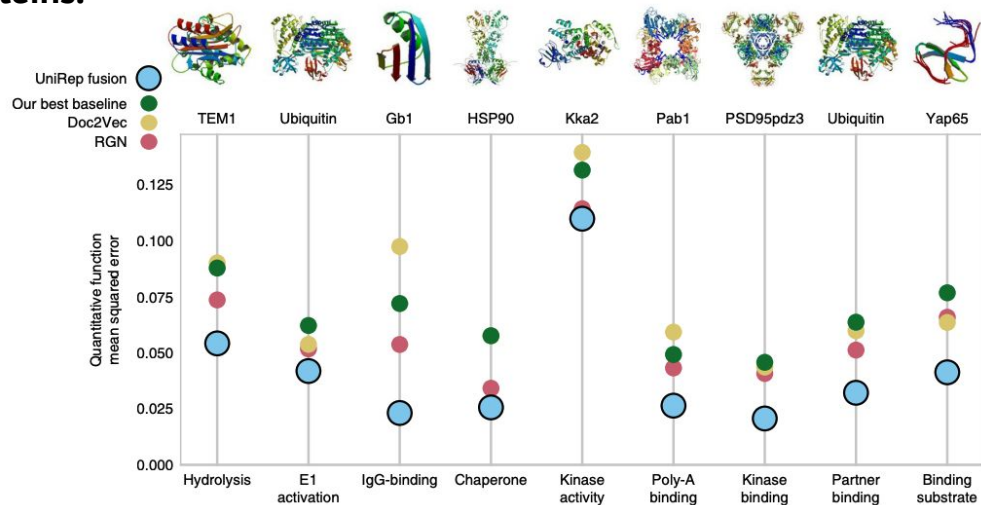 UniRep fusion
Our best baseline
Doc2Vec
RGN
TEM1
Ubiquitin
Gb1
HSP90
Kka2
Pab1
PSD95pdz3
Ubiquitin
Yap65
Quantitative function
mean squared error
0.125
0.100
0.075
0.050
0.025
0.000
Hydrolysis
E1
activation
IgG-binding
Chaperone
Kinase
activity
Poly-A
binding
Kinase
binding
Partner
binding
Binding
substrate